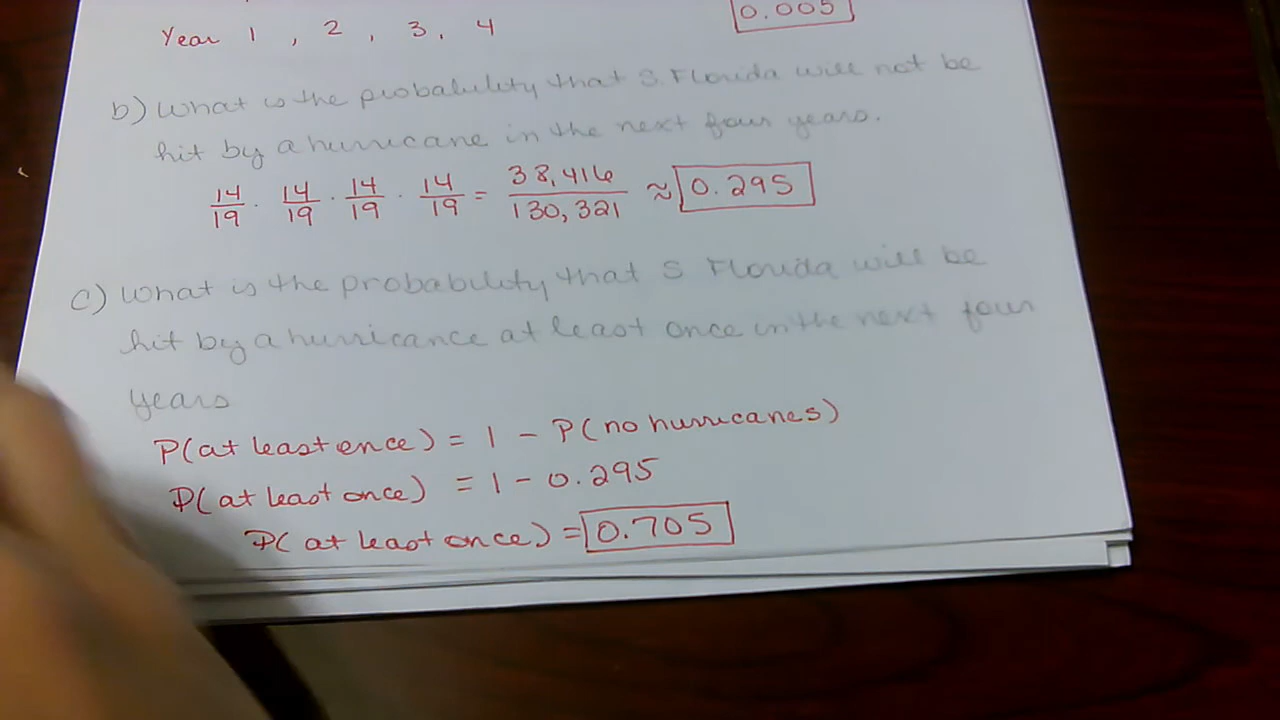 0.005
Year 1 , 2 , 3, 4
b) What is the probability that S. Florida will not be
hit by a hurricane in the next four years.
14/19 · 14/19 · 14/19 · 14/19 = 38,416/130,321 ≈ 0.295
c) What is the probability that S Florida will be
hit by a hurricance at least once in the next four
years
P(at least once) = 1 - P(no hurricanes)
P(at least once) = 1 - 0.295
P(at least once) = 0.705